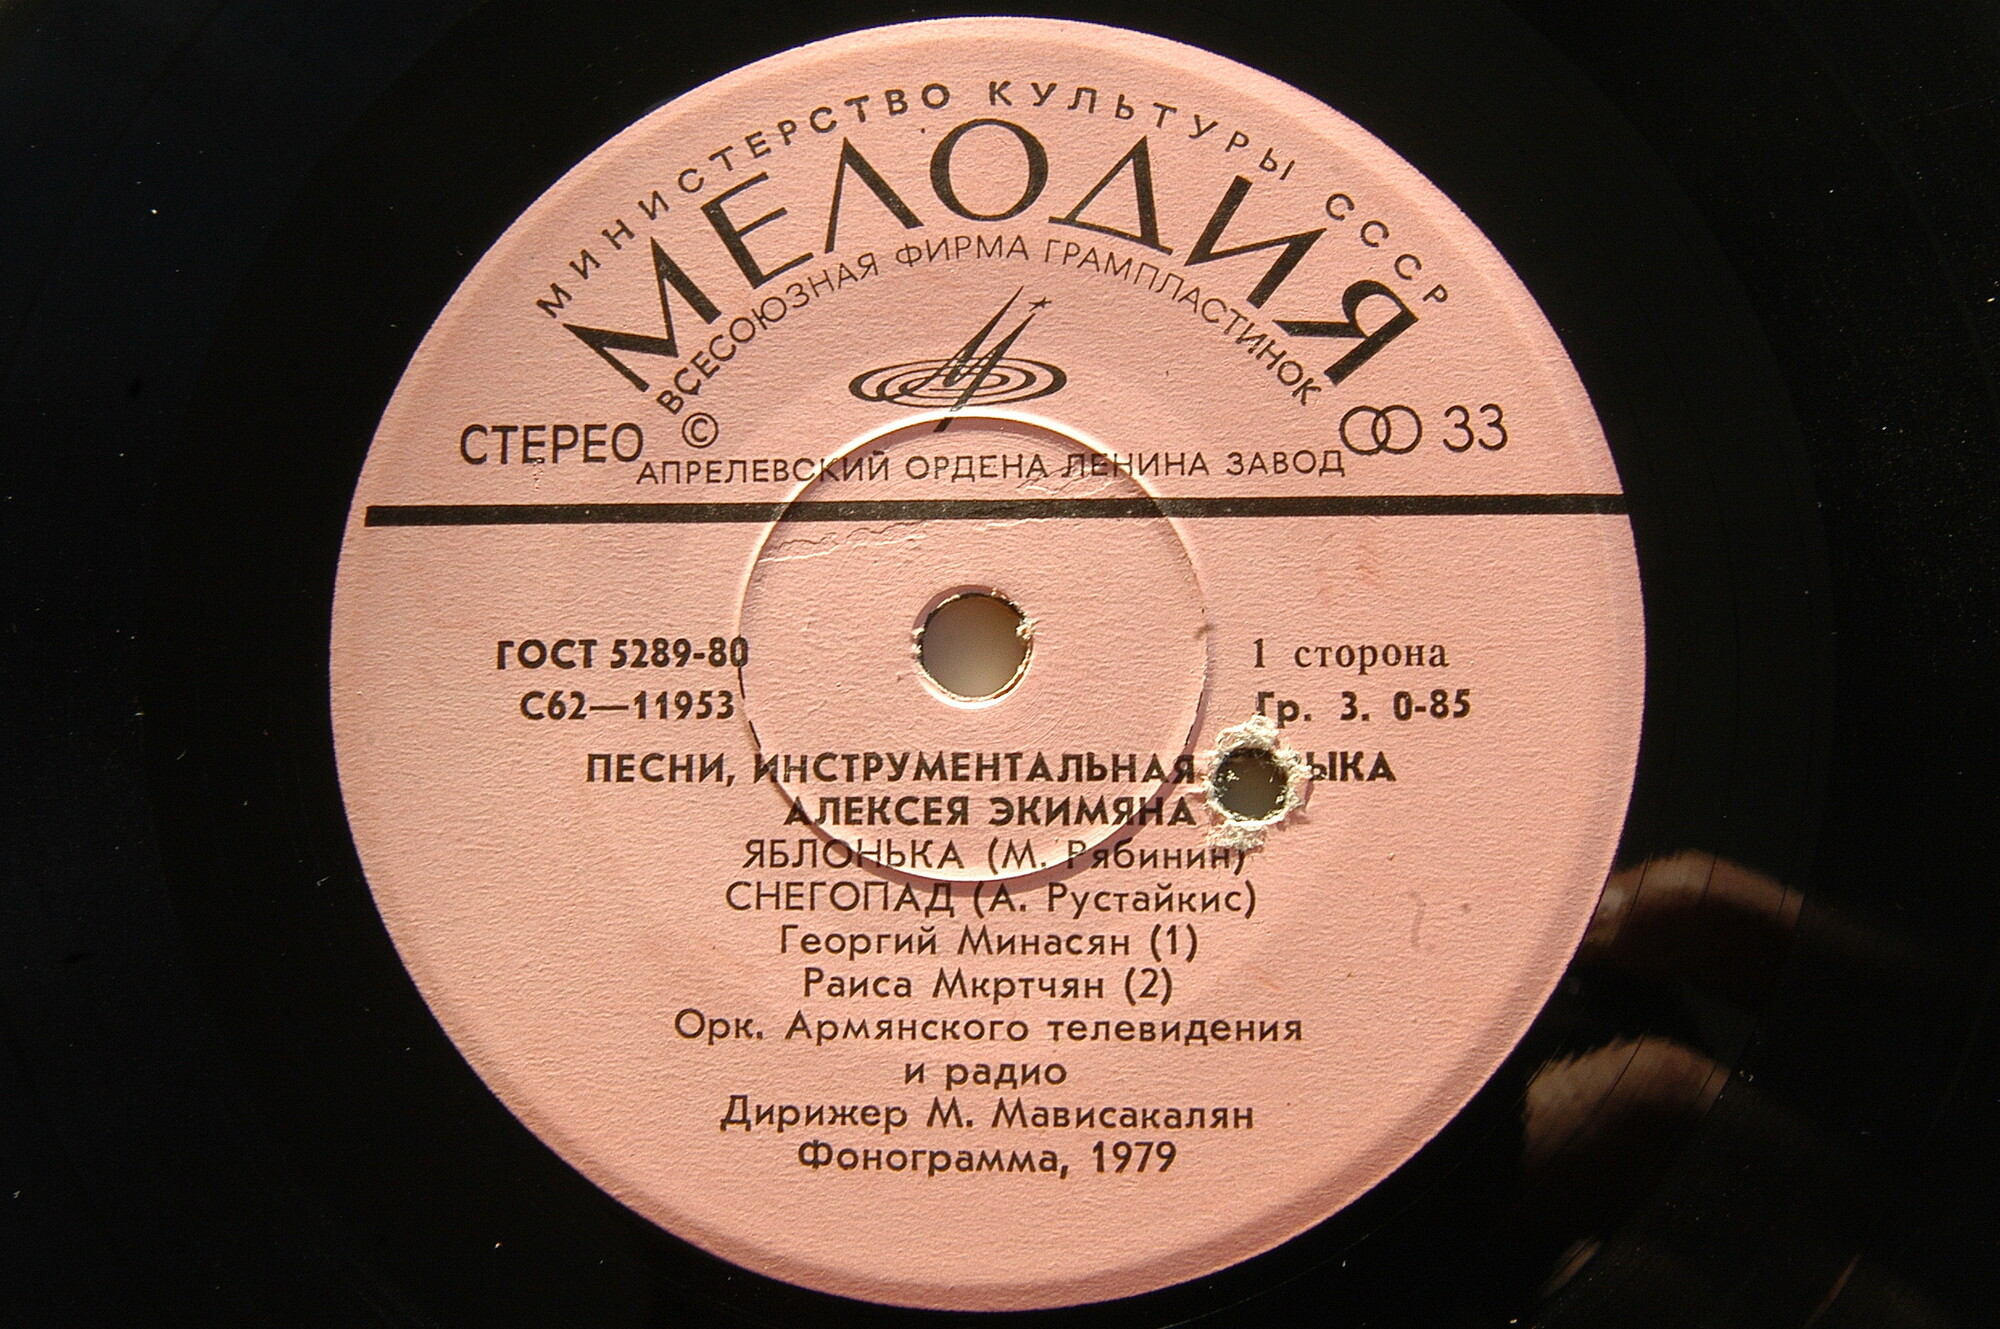 МИНИСТЕРСТВО КУЛЬТУРЫ СССР
МЕЛОДИЯ
ВСЕСОЮЗНАЯ ФИРМА ГРАМПЛАСТИНОК
СТЕРЕО © 33
АПРЕЛЕВСКИЙ ОРДЕНА ЛЕНИНА ЗАВОД
ГОСТ 5289-80 1 сторона
С62—11953 Гр. 3. 0-85
ПЕСНИ, ИНСТРУМЕНТАЛЬНАЯ
АЛЕКСЕЯ ЭКИМЯНА
ЯБЛОНЬКА (М. Рябинин)
СНЕГОПАД (А. Рустайкис)
Георгий Минасян (1)
Раиса Мкртчян (2)
Орк. Армянского телевидения
и радио
Дирижер М. Мависакалян
Фонограмма, 1979